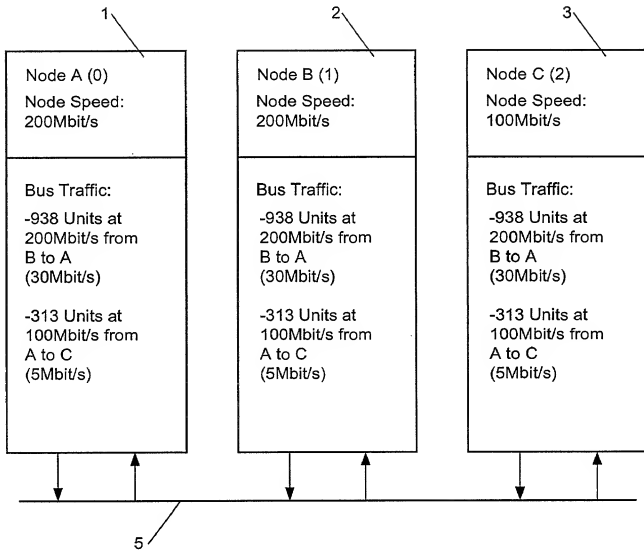 1
2
3
Node A (0)
Node Speed:
200Mbit/s
Bus Traffic:
-938 Units at
200Mbit/s from
B to A
(30Mbit/s)
-313 Units at
100Mbit/s from
A to C
(5Mbit/s)
Node B (1)
Node Speed:
200Mbit/s
Bus Traffic:
-938 Units at
200Mbit/s from
B to A
(30Mbit/s)
-313 Units at
100Mbit/s from
A to C
(5Mbit/s)
Node C (2)
Node Speed:
100Mbit/s
Bus Traffic:
-938 Units at
200Mbit/s from
B to A
(30Mbit/s)
-313 Units at
100Mbit/s from
A to C
(5Mbit/s)
5